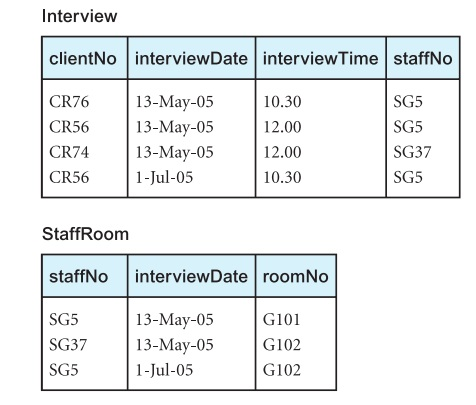 Interview
clientNo interviewDate interviewTime staffNo
CR76 13-May-05 10.30 SG5
CR56 13-May-05 12.00 SG5
CR74 13-May-05 12.00 SG37
CR56 1-Jul-05 10.30 SG5
StaffRoom
staffNo interviewDate roomNo
SG5 13-May-05 G101
SG37 13-May-05 G102
SG5 1-Jul-05 G102